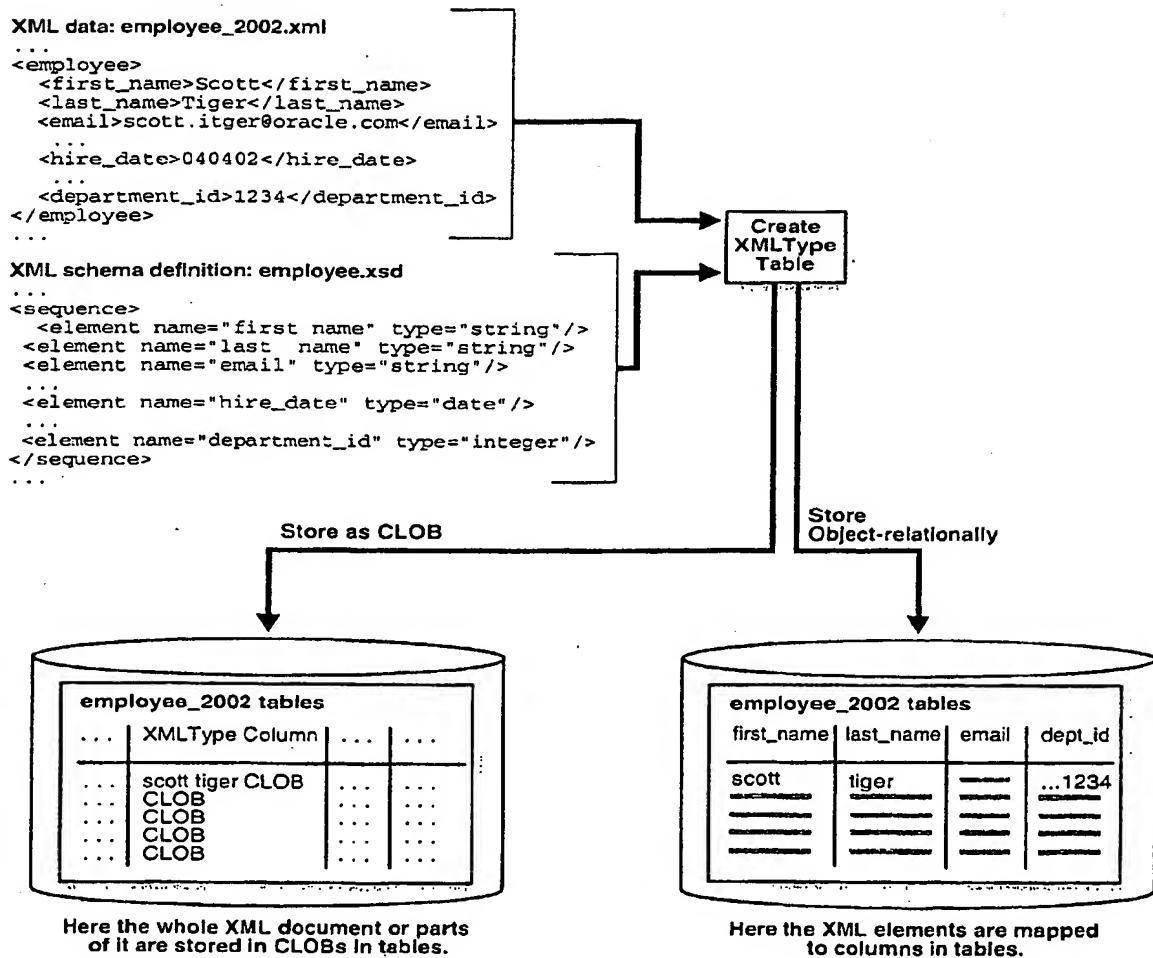 XML data: employee_2002.xml
...
<employee>
<first_name>Scott</first_name>
<last_name>Tiger</last_name>
<email>scott.itger@oracle.com</email>
...
<hire_date>040402</hire_date>
...
<department_id>1234</department_id>
</employee>
...
XML schema definition: employee.xsd
...
<sequence>
<element name="first name" type="string"/>
<element name="last name" type="string"/>
<element name="email" type="string"/>
...
<element name="hire_date" type="date"/>
...
<element name="department_id" type="integer"/>
</sequence>
...
Create
XMLType
Table
Store as CLOB
Store
Object-relationally
employee_2002 tables
... XMLType Column ... ...
... scott tiger CLOB ... ...
... CLOB ... ...
... CLOB ... ...
... CLOB ... ...
... CLOB ... ...
Here the whole XML document or parts
of it are stored in CLOBs in tables.
employee_2002 tables
first_name last_name email dept_id
scott tiger ...1234
Here the XML elements are mapped
to columns in tables.